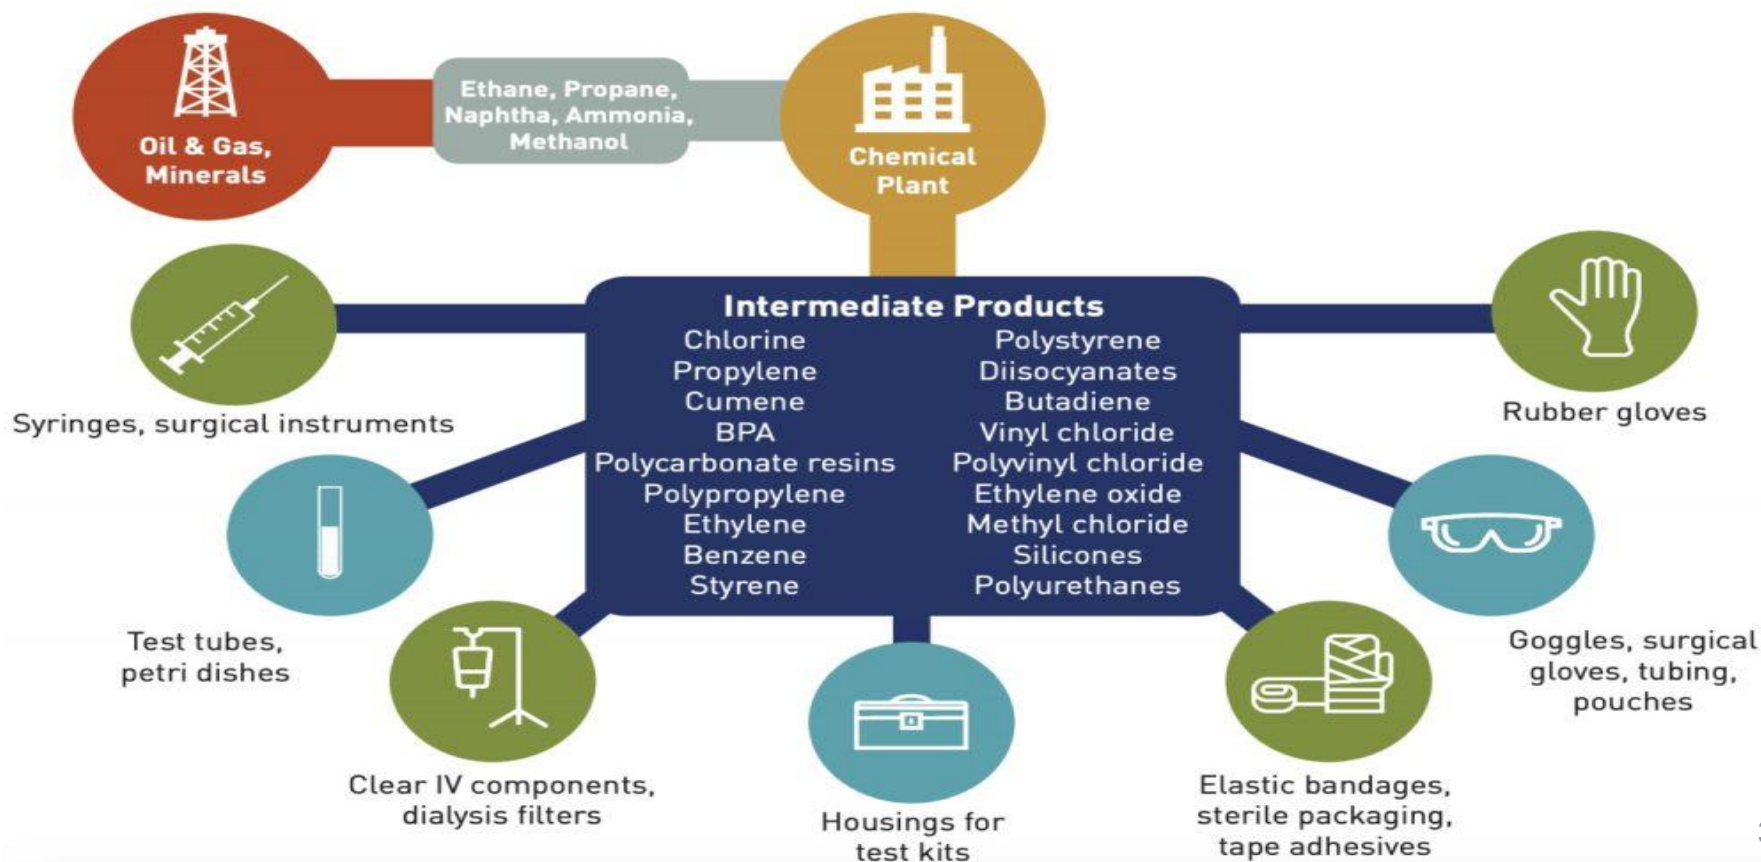 Oil & Gas,
Minerals
Ethane, Propane,
Naphtha, Ammonia,
Methanol
Chemical
Plant
Intermediate Products
Chlorine
Propylene
Cumene
BPA
Polycarbonate resins
Polypropylene
Ethylene
Benzene
Styrene
Polystyrene
Diisocyanates
Butadiene
Vinyl chloride
Polyvinyl chloride
Ethylene oxide
Methyl chloride
Silicones
Polyurethanes
Syringes, surgical instruments
Test tubes,
petri dishes
Clear IV components,
dialysis filters
Housings for
test kits
Elastic bandages,
sterile packaging,
tape adhesives
Goggles, surgical
gloves, tubing,
pouches
Rubber gloves